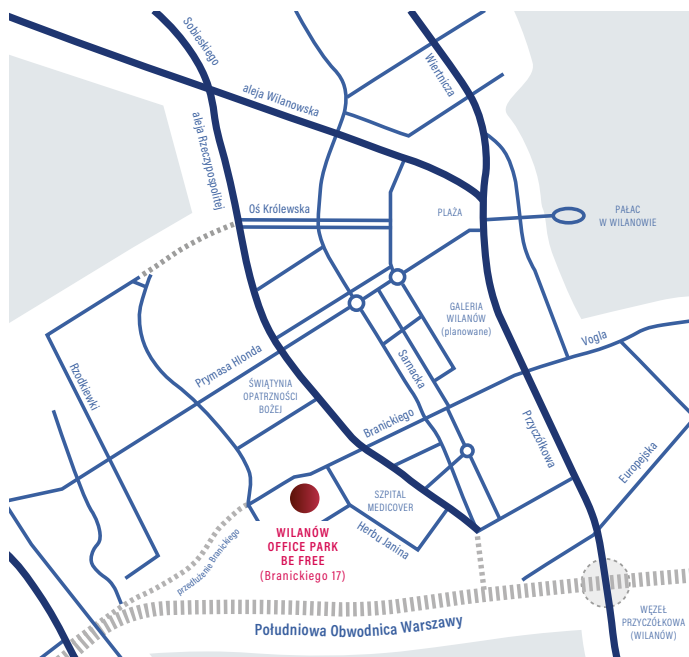 Sobieskiego
Wiertnicza
aleja Wilanowska
aleja Rzeczypospolitej
Oś Królewska
PLAŻA
PAŁAC
W WILANOWIE
GALERIA
WILANÓW
(planowane)
Vogla
Rzodkiewki
Prymasa Hlonda
Sarnacka
ŚWIĄTYNIA
OPATRZNOŚCI
BOŻEJ
Branickiego
Przyczółkowa
Europejska
SZPITAL
MEDICOVER
Herbu Janina
WILANÓW
OFFICE PARK
BE FREE
(Branickiego 17)
przedłużenie Branickiego
Południowa Obwodnica Warszawy
WĘZEŁ
PRZYCZÓŁKOWA
(WILANÓW)